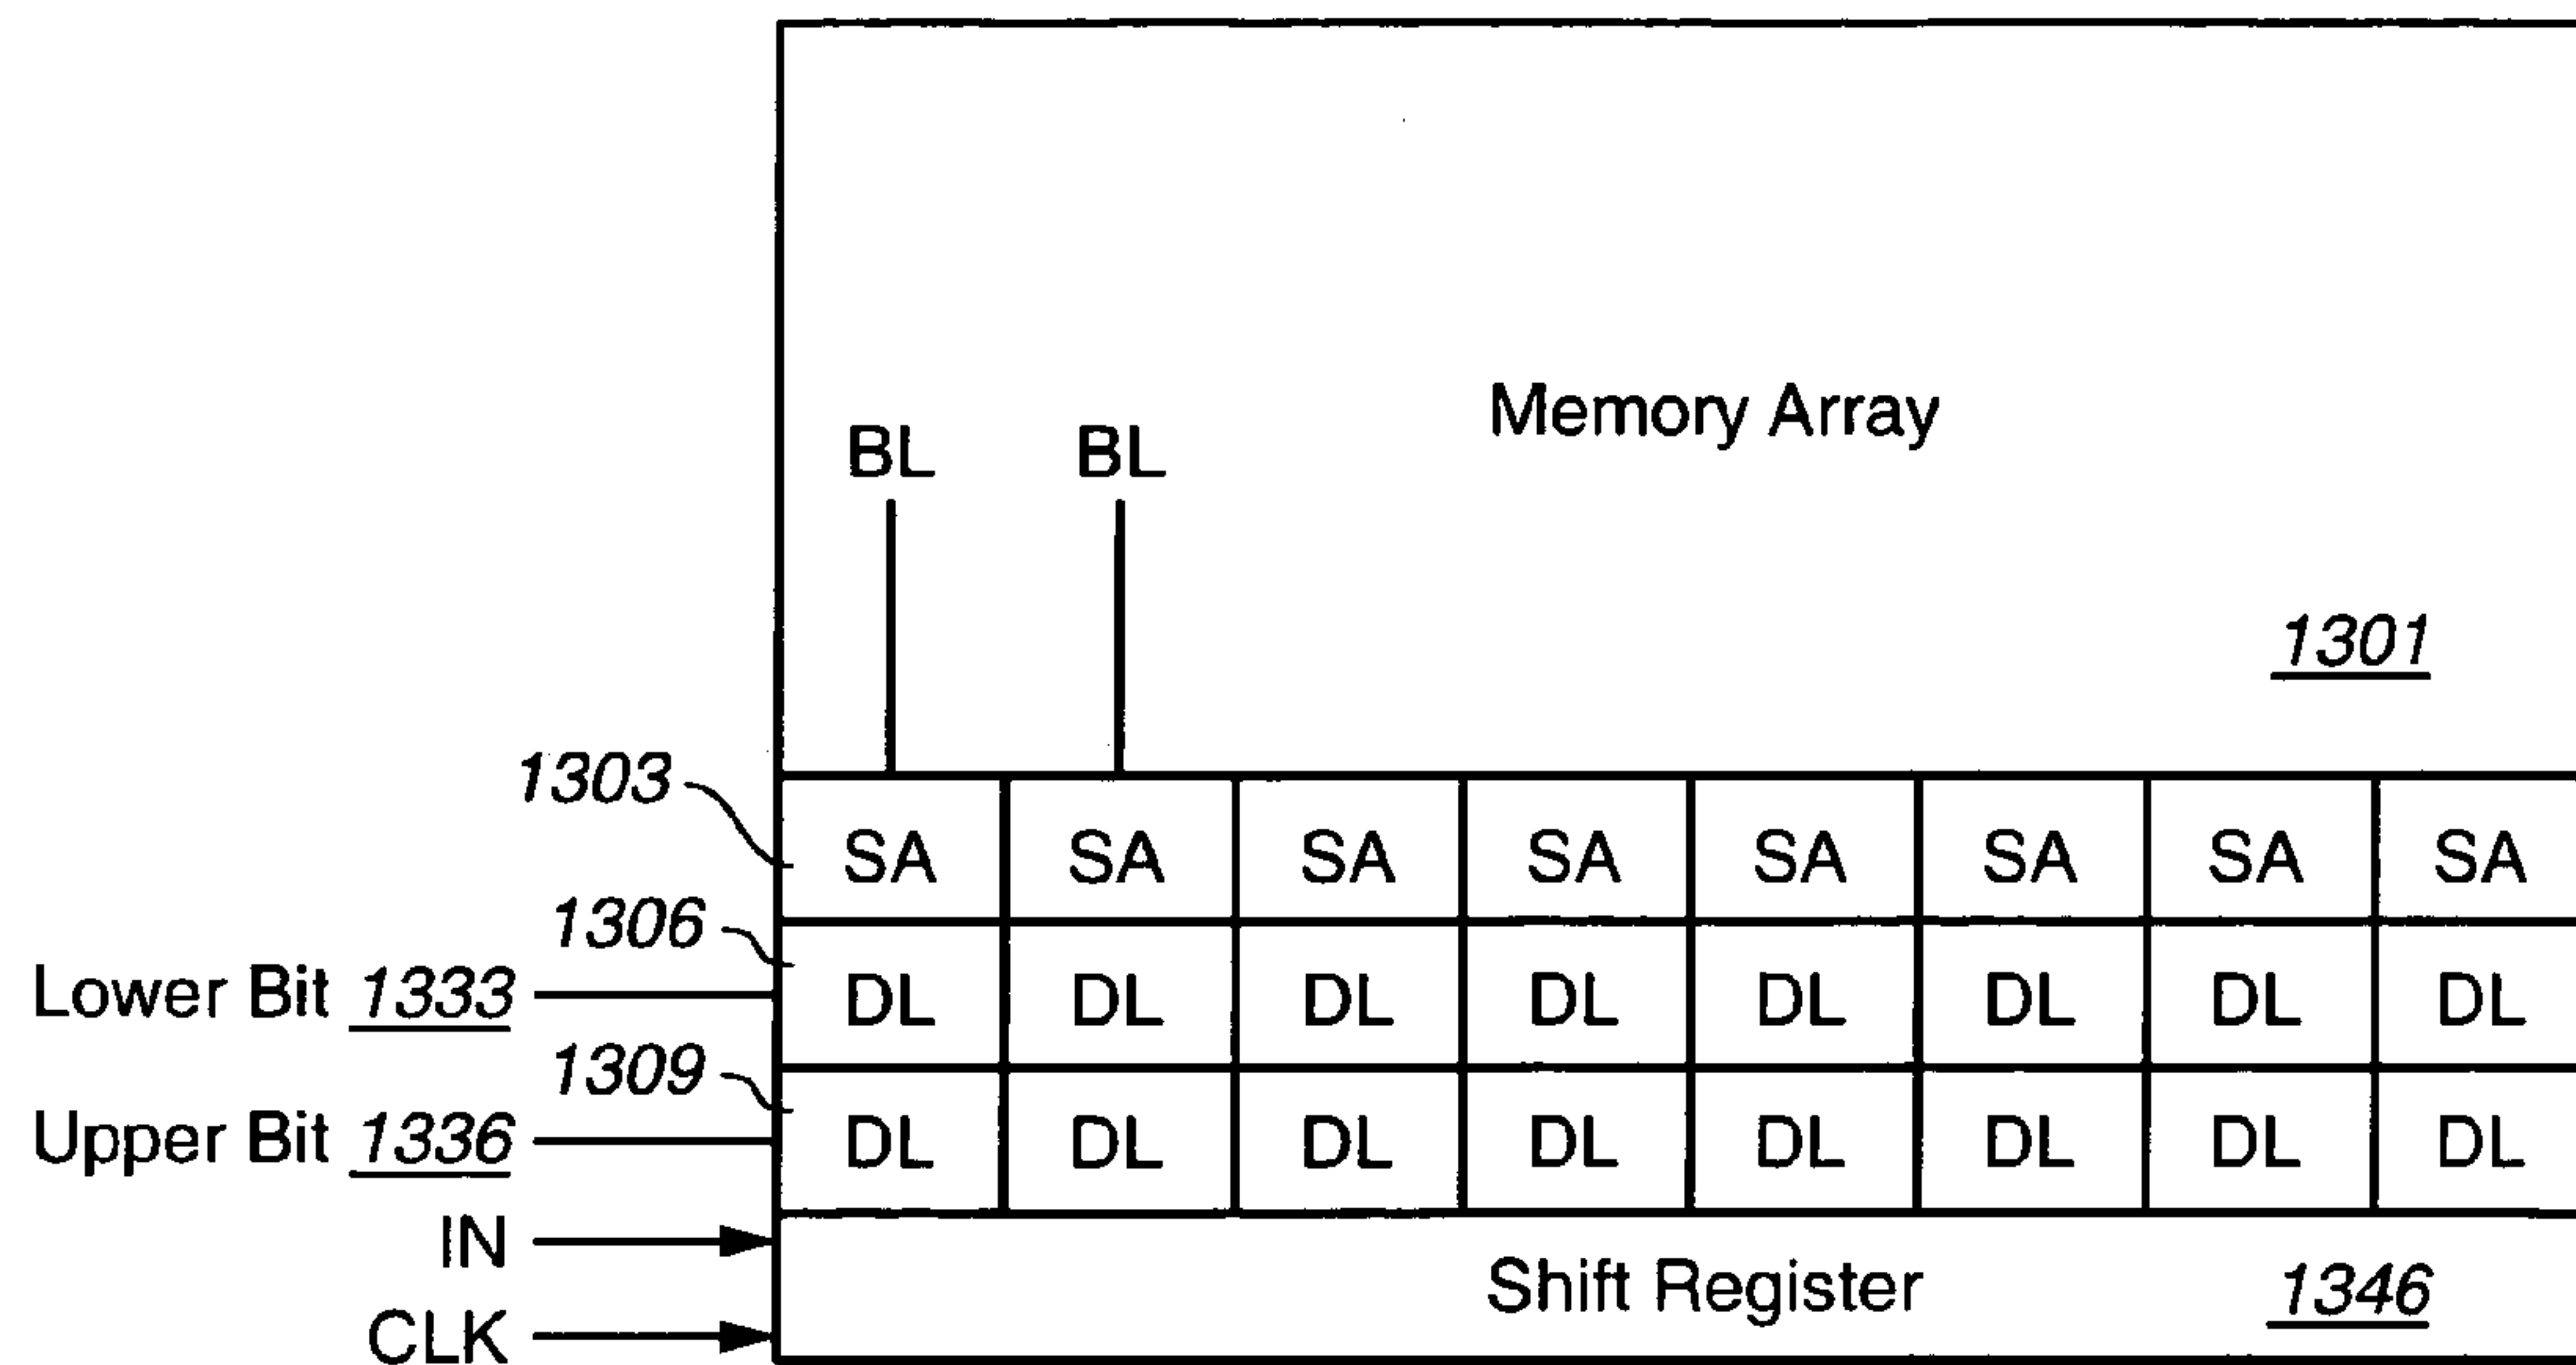 Memory Array
BL BL
1301
1303
SA SA SA SA SA SA SA SA
1306
Lower Bit 1333
DL DL DL DL DL DL DL DL
1309
Upper Bit 1336
DL DL DL DL DL DL DL DL
IN
Shift Register 1346
CLK